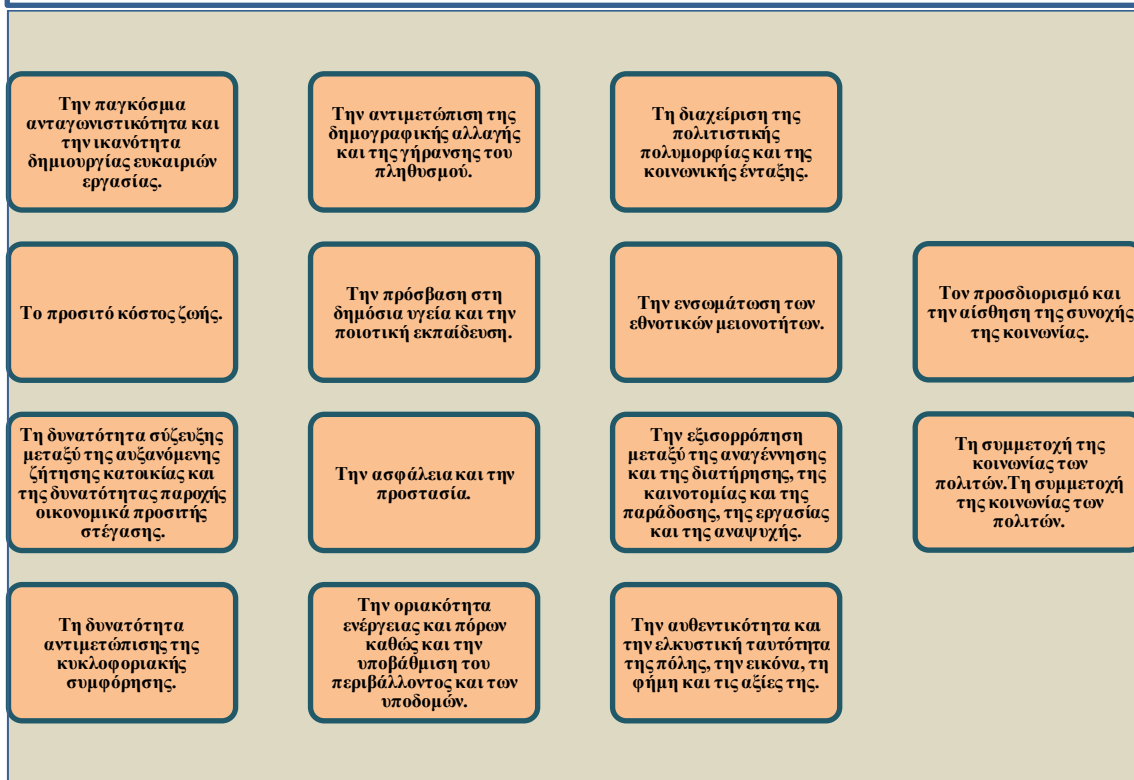 Την παγκόσμια
ανταγωνιστικότητα και
την ικανότητα
δημιουργίας ευκαιριών
εργασίας.
Την αντιμετώπιση της
δημογραφικής αλλαγής
και της γήρανσης του
πληθυσμού.
Τη διαχείριση της
πολιτιστικής
πολυμορφίας και της
κοινωνικής ένταξης.
Το προσιτό κόστος ζωής.
Την πρόσβαση στη
δημόσια υγεία και την
ποιοτική εκπαίδευση.
Την ενσωμάτωση των
εθνοτικών μειονοτήτων.
Τον προσδιορισμό και
την αίσθηση της συνοχής
της κοινωνίας.
Τη δυνατότητα σύζευξης
μεταξύ της αυξανόμενης
ζήτησης κατοικίας και
της δυνατότητας παροχής
οικονομικά προσιτής
στέγασης.
Την ασφάλεια και την
προστασία.
Την εξισορρόπηση
μεταξύ της αναγέννησης
και της διατήρησης, της
καινοτομίας και της
παράδοσης, της εργασίας
και της αναψυχής.
Τη συμμετοχή της
κοινωνίας των
πολιτών.Τη συμμετοχή
της κοινωνίας των
πολιτών.
Τη δυνατότητα
αντιμετώπισης της
κυκλοφοριακής
συμφόρησης.
Την οριακότητα
ενέργειας και πόρων
καθώς και την
υποβάθμιση του
περιβάλλοντος και των
υποδομών.
Την αυθεντικότητα και
την ελκυστική ταυτότητα
της πόλης, την εικόνα, τη
φήμη και τις αξίες της.